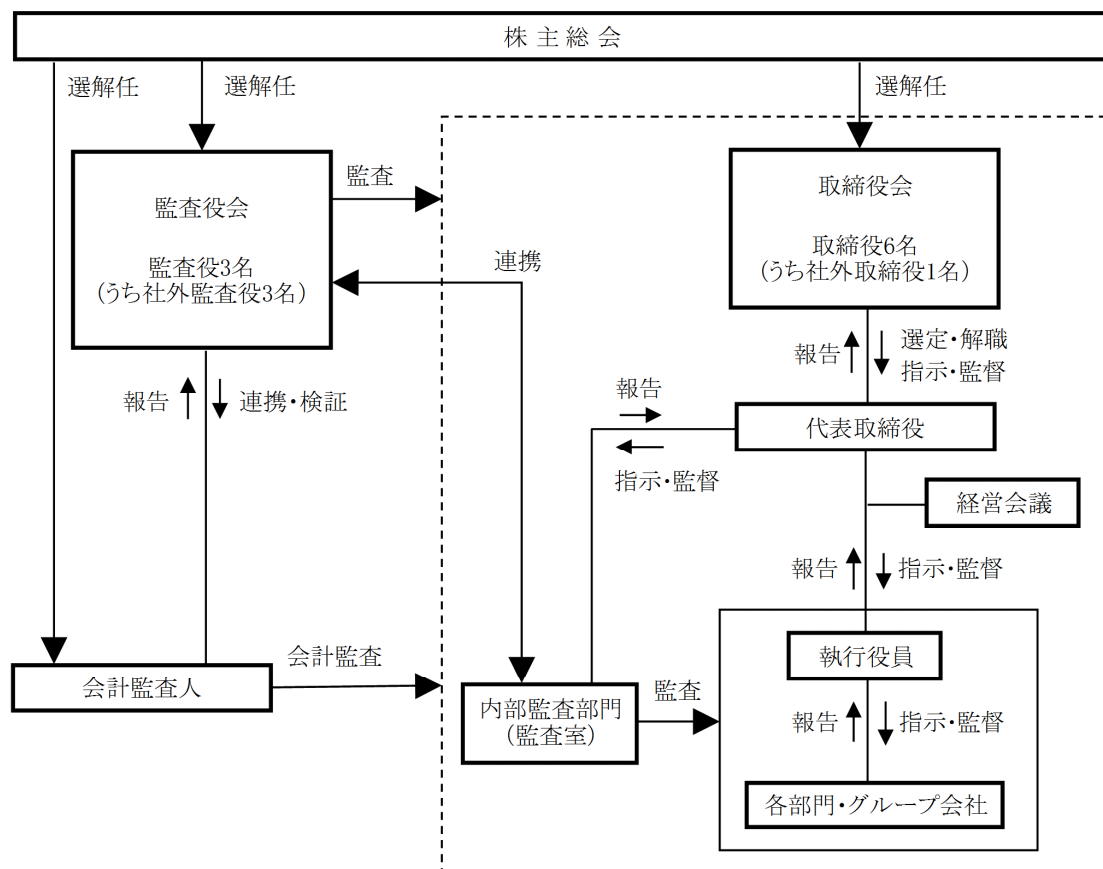 株主総会
選解任
選解任
選解任
監査役会
監査役3名
(うち社外監査役3名)
監査
連携
取締役会
取締役6名
(うち社外取締役1名)
報告
選定・解職
指示・監督
報告
連携・検証
報告
指示・監督
代表取締役
経営会議
報告
指示・監督
会計監査人
会計監査
内部監査部門
(監査室)
監査
執行役員
報告
指示・監督
各部門・グループ会社